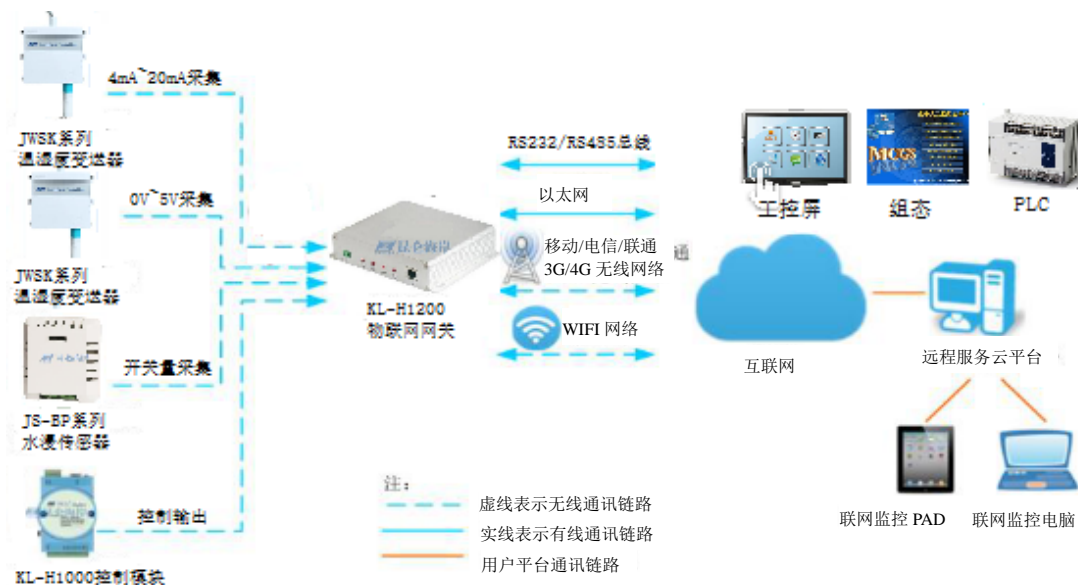 4mA~20mA采集
JWSK系列
温湿度变送器
0V~5V采集
JWSK系列
温湿度变送器
开关量采集
JS-BP系列
水浸传感器
控制输出
KL-H1000控制模块
KL-H1200
物联网网关
RS232/RS485总线
以太网
移动/电信/联通
通
3G/4G 无线网络
WIFI 网络
MCGS
工控屏
组态
PLC
互联网
远程服务云平台
联网监控 PAD
联网监控电脑
注:
虚线表示无线通讯链路
实线表示有线通讯链路
用户平台通讯链路